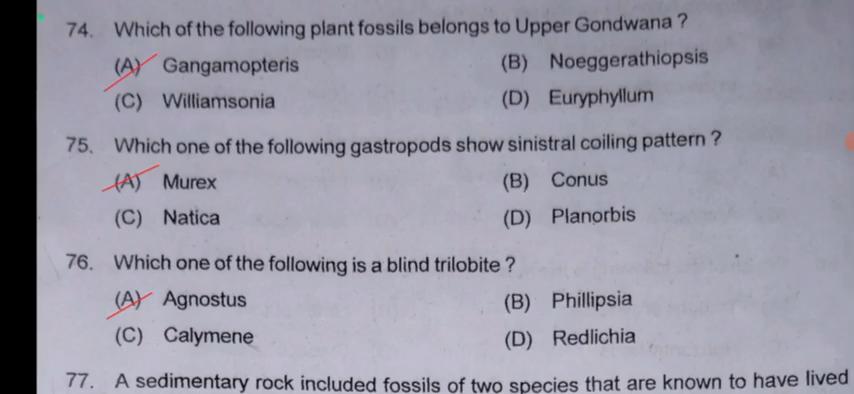 74. Which of the following plant fossils belongs to Upper Gondwana ?
(A) Gangamopteris (B) Noeggerathiopsis
(C) Williamsonia (D) Euryphyllum
75. Which one of the following gastropods show sinistral coiling pattern ?
(A) Murex (B) Conus
(C) Natica (D) Planorbis
76. Which one of the following is a blind trilobite ?
(A) Agnostus (B) Phillipsia
(C) Calymene (D) Redlichia
77. A sedimentary rock included fossils of two species that are known to have lived